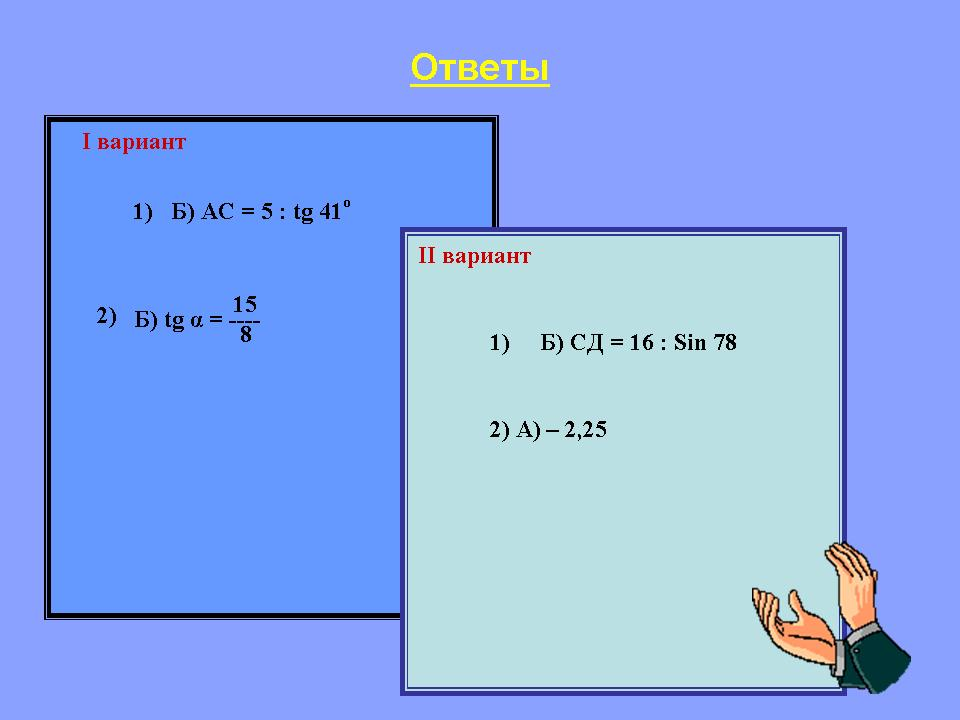 Ответы
I вариант
1) Б) АС = 5 : tg 41°
2) Б) tg α = 15
----
8
II вариант
1) Б) СД = 16 : Sin 78
2) А) – 2,25